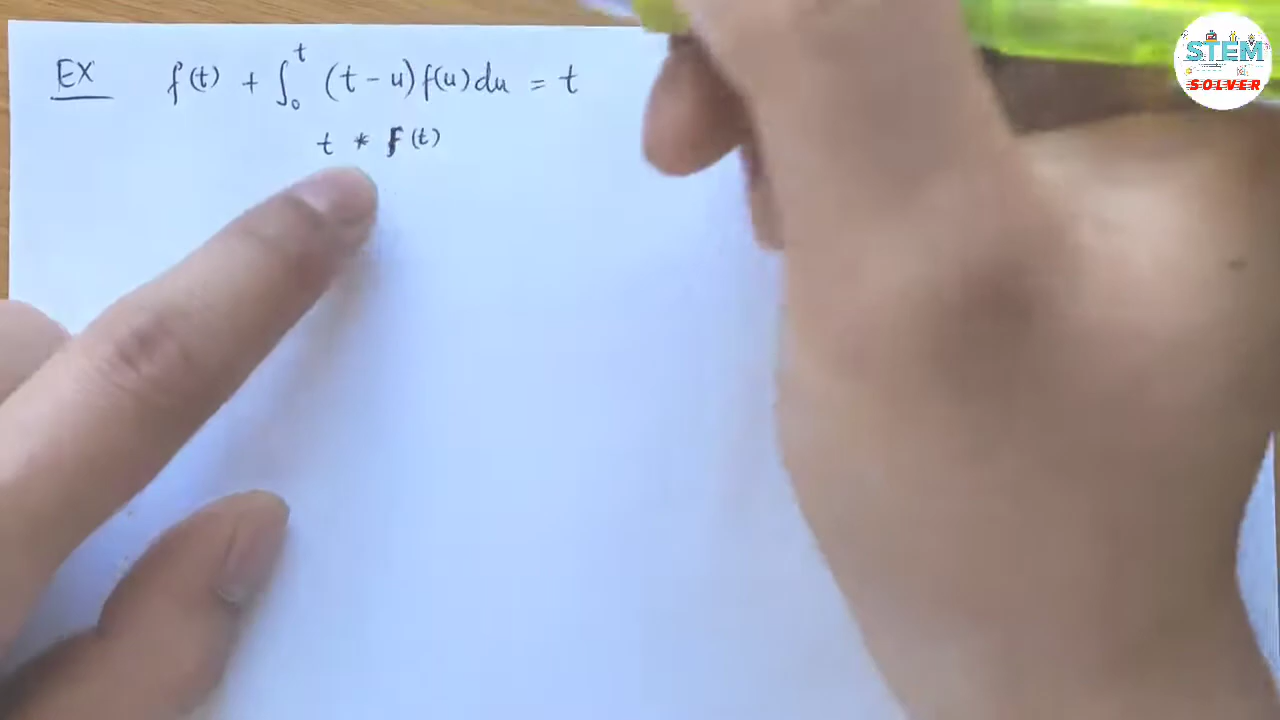 EX f(t) + ∫₀ᵗ (t - u) f(u) du = t
t * f(t)
STEM
SOLVER